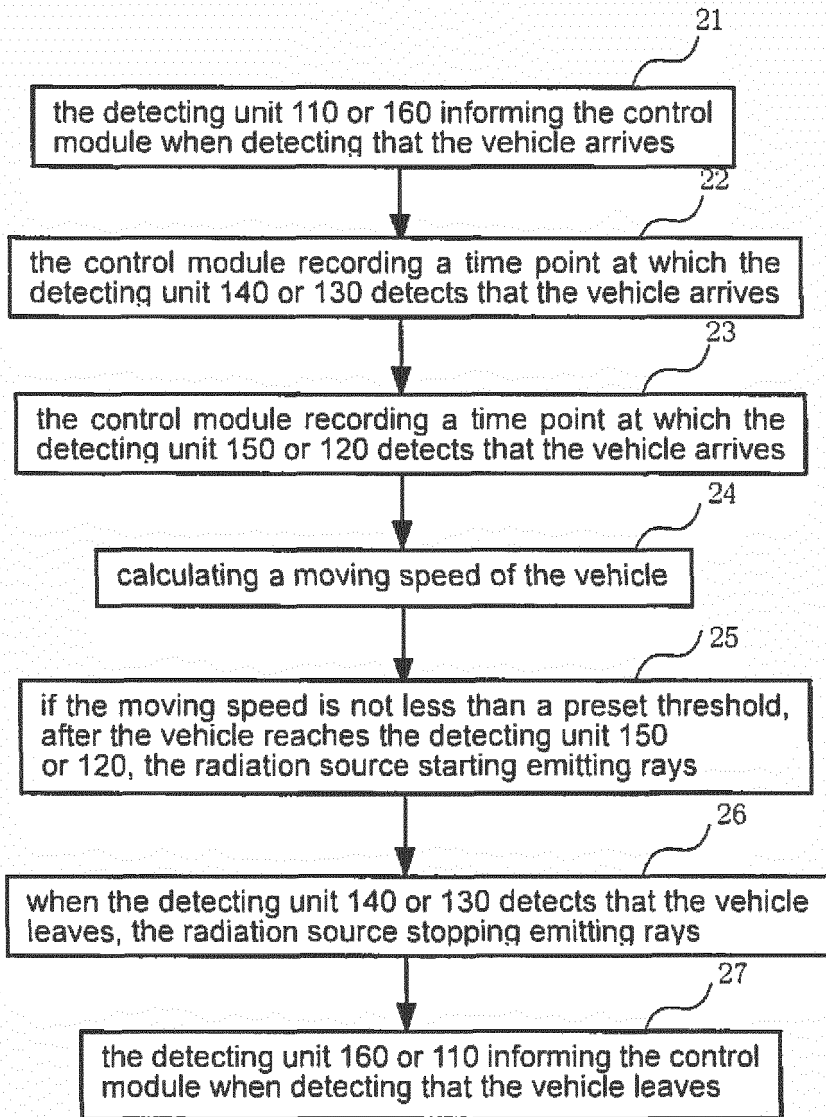 21
the detecting unit 110 or 160 informing the control
module when detecting that the vehicle arrives
22
the control module recording a time point at which the
detecting unit 140 or 130 detects that the vehicle arrives
23
the control module recording a time point at which the
detecting unit 150 or 120 detects that the vehicle arrives
24
calculating a moving speed of the vehicle
25
if the moving speed is not less than a preset threshold,
after the vehicle reaches the detecting unit 150
or 120, the radiation source starting emitting rays
26
when the detecting unit 140 or 130 detects that the vehicle
leaves, the radiation source stopping emitting rays
27
the detecting unit 160 or 110 informing the control
module when detecting that the vehicle leaves